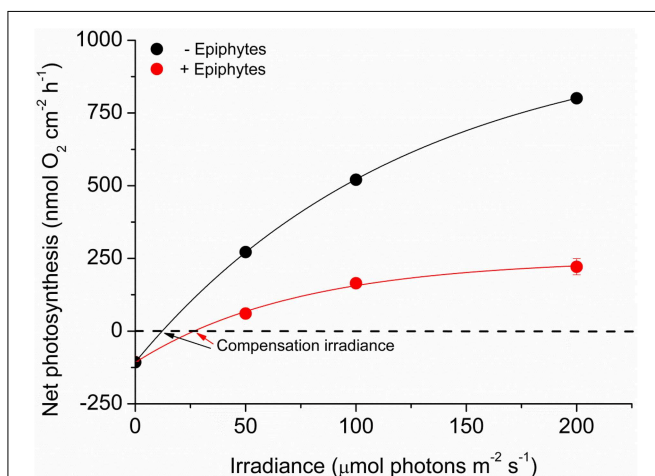 1000
750
500
250
0
-250
Net photosynthesis (nmol O₂ cm⁻² h⁻¹)
- Epiphytes
+ Epiphytes
Compensation irradiance
0 50 100 150 200
Irradiance (μmol photons m⁻² s⁻¹)